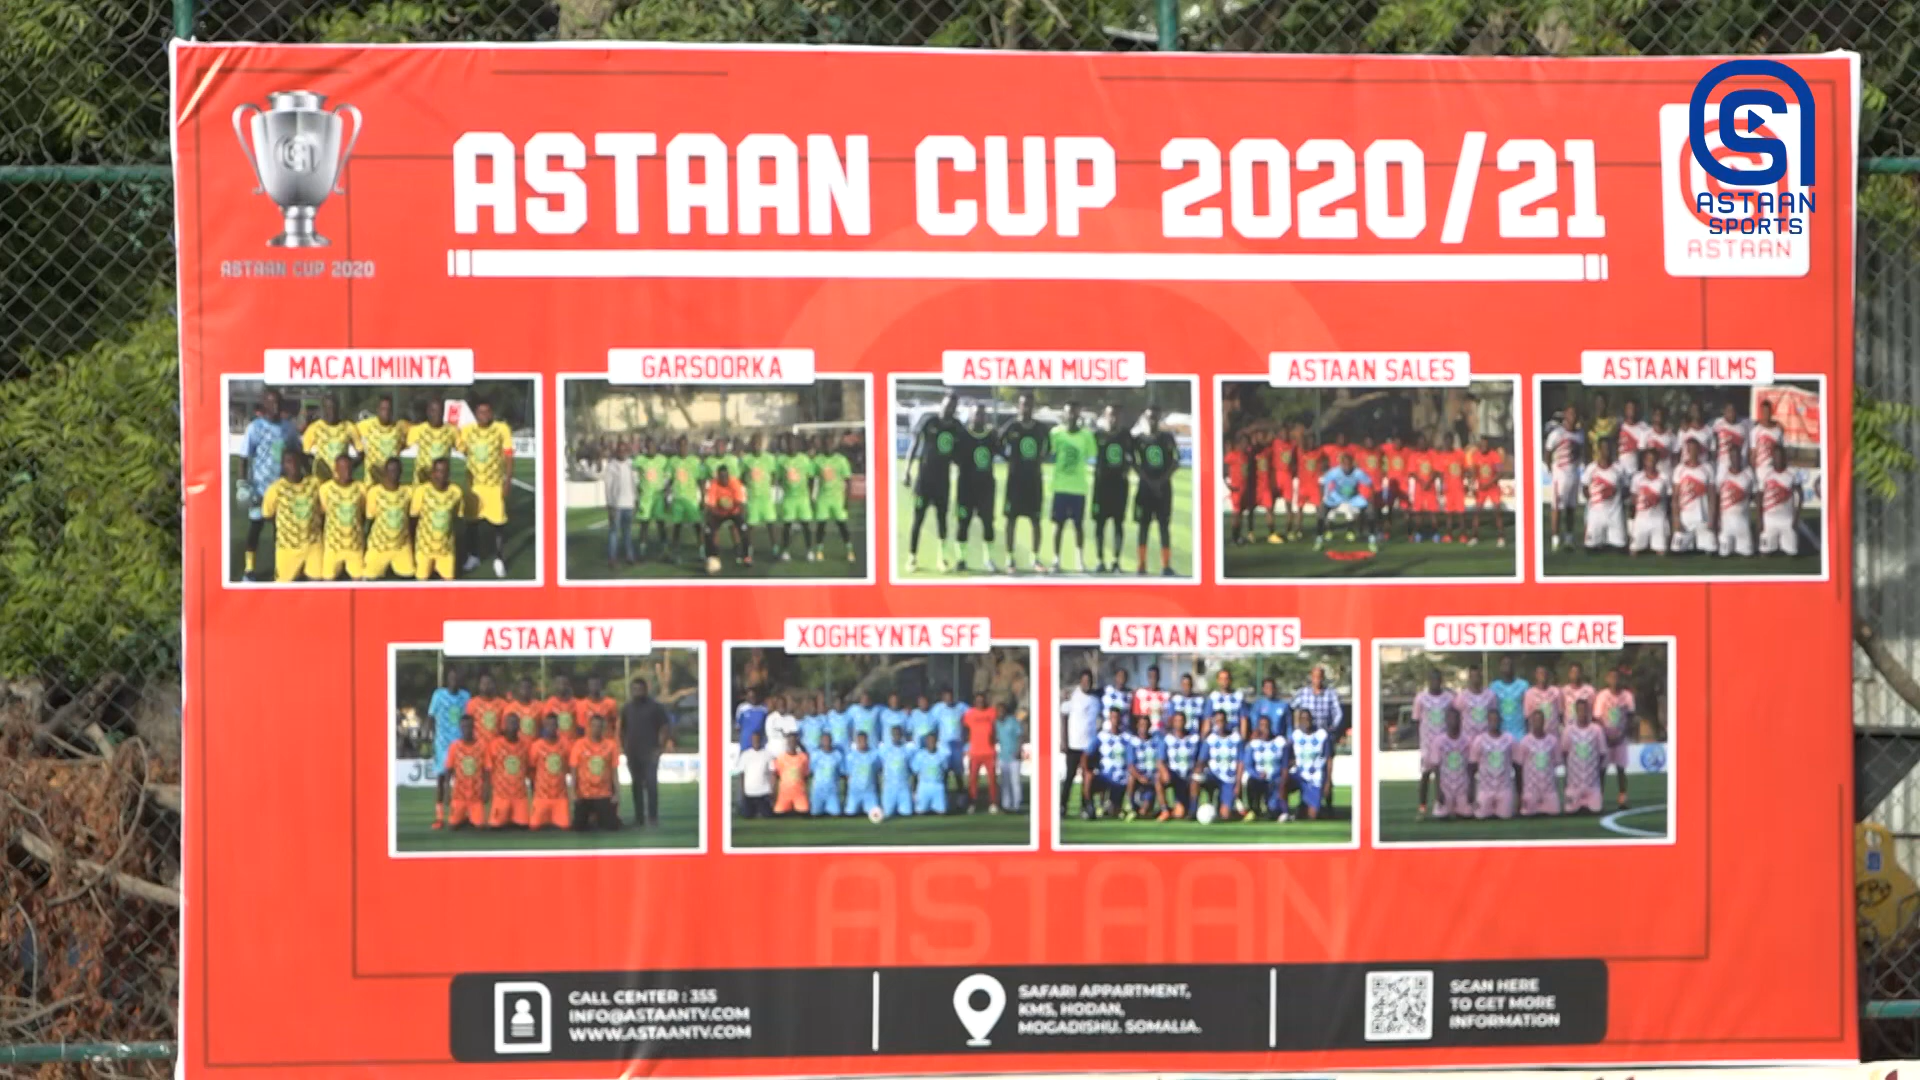 ASTAAN CUP 2020/21
ASTAAN CUP 2020
ASTAAN
SPORTS
ASTAAN
MACALIMIINTA
GARSOORKA
ASTAAN MUSIC
ASTAAN SALES
ASTAAN FILMS
ASTAAN TV
XOGHEYNTA SFF
ASTAAN SPORTS
CUSTOMER CARE
ASTAAN
CALL CENTER : 355
INFO@ASTAANTV.COM
WWW.ASTAANTV.COM
SAFARI APPARTMENT,
KM5, HODAN,
MOGADISHU, SOMALIA.
SCAN HERE
TO GET MORE
INFORMATION